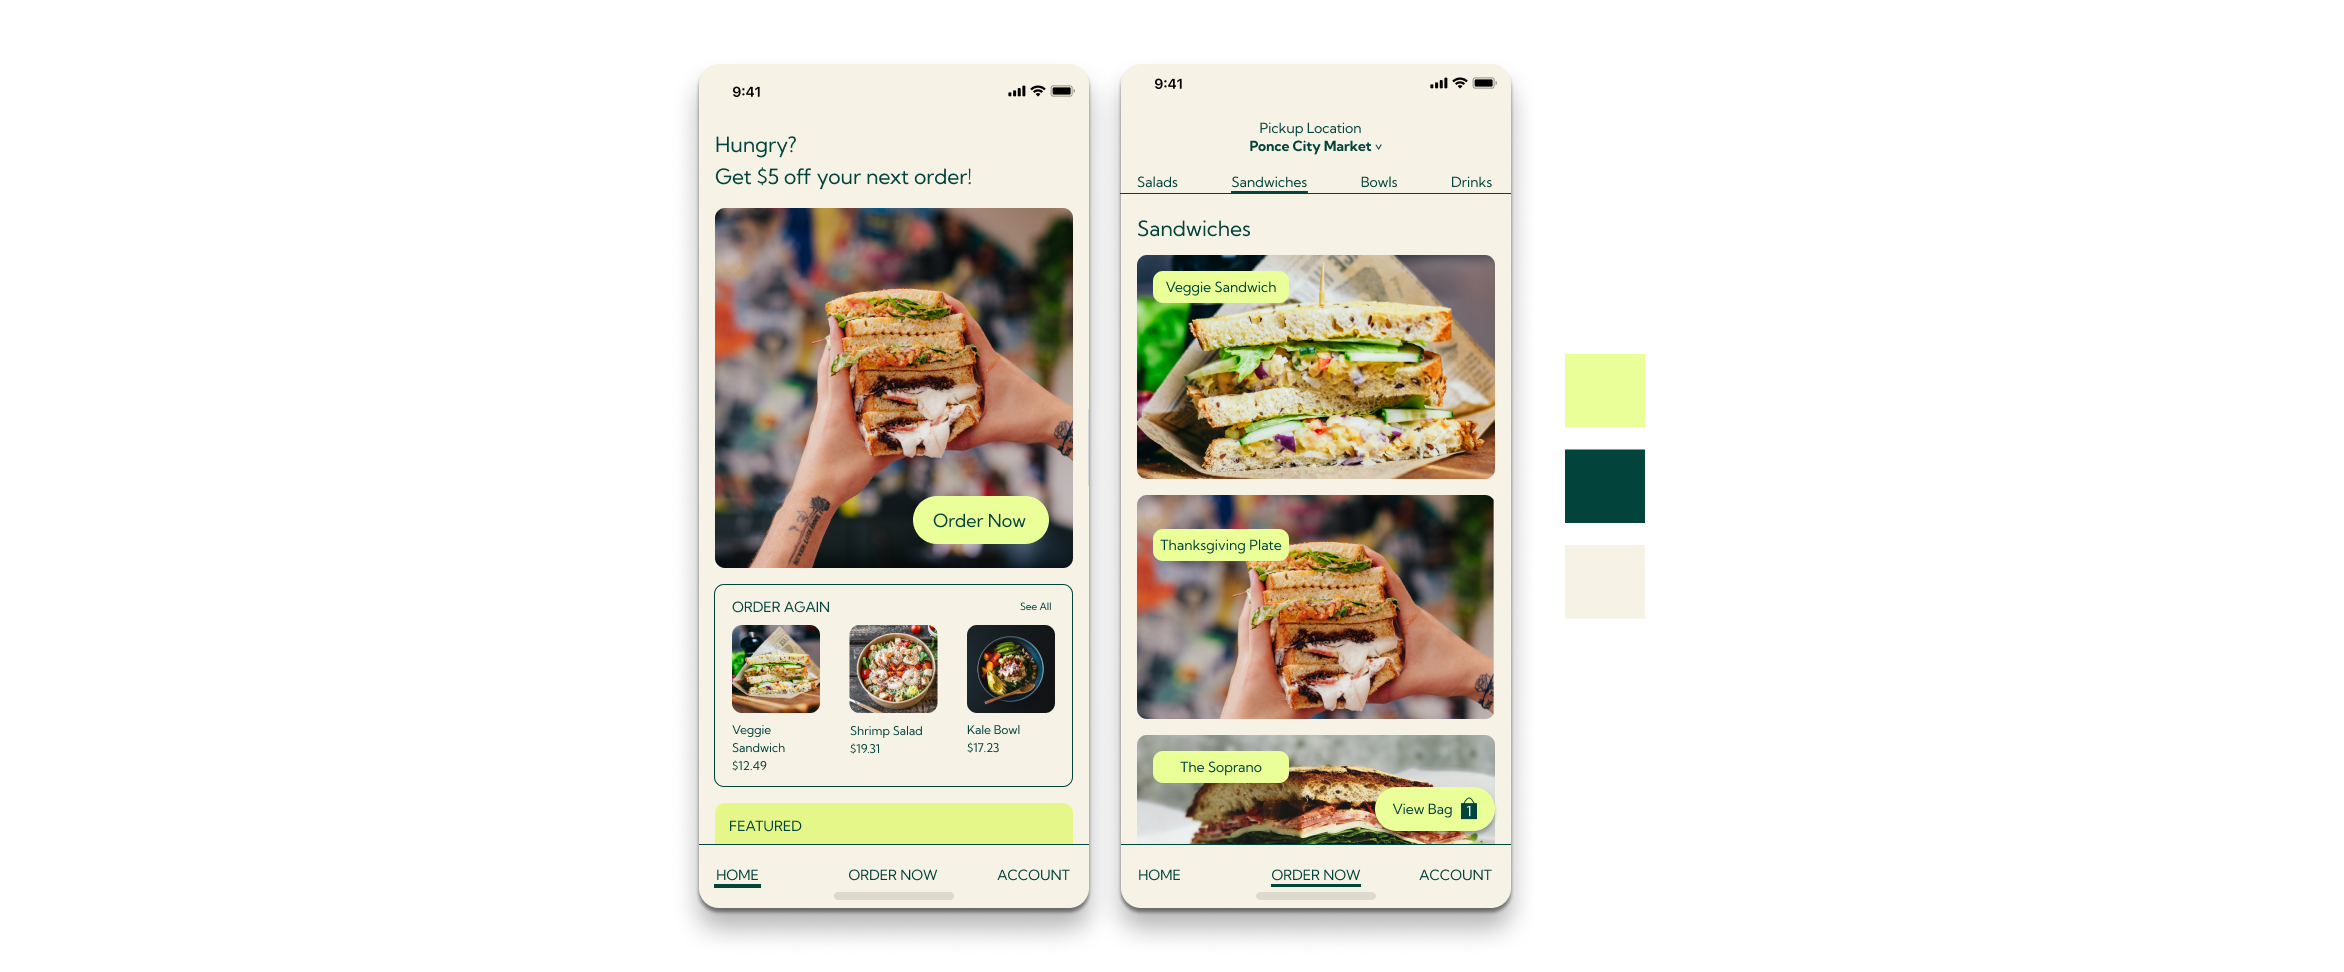 9:41
Hungry?
Get $5 off your next order!
Order Now
ORDER AGAIN
See All
Veggie
Sandwich
$12.49
Shrimp Salad
$19.31
Kale Bowl
$17.23
FEATURED
HOME
ORDER NOW
ACCOUNT
9:41
Pickup Location
Ponce City Market
Salads
Sandwiches
Bowls
Drinks
Sandwiches
Veggie Sandwich
Thanksgiving Plate
The Soprano
View Bag 1
HOME
ORDER NOW
ACCOUNT